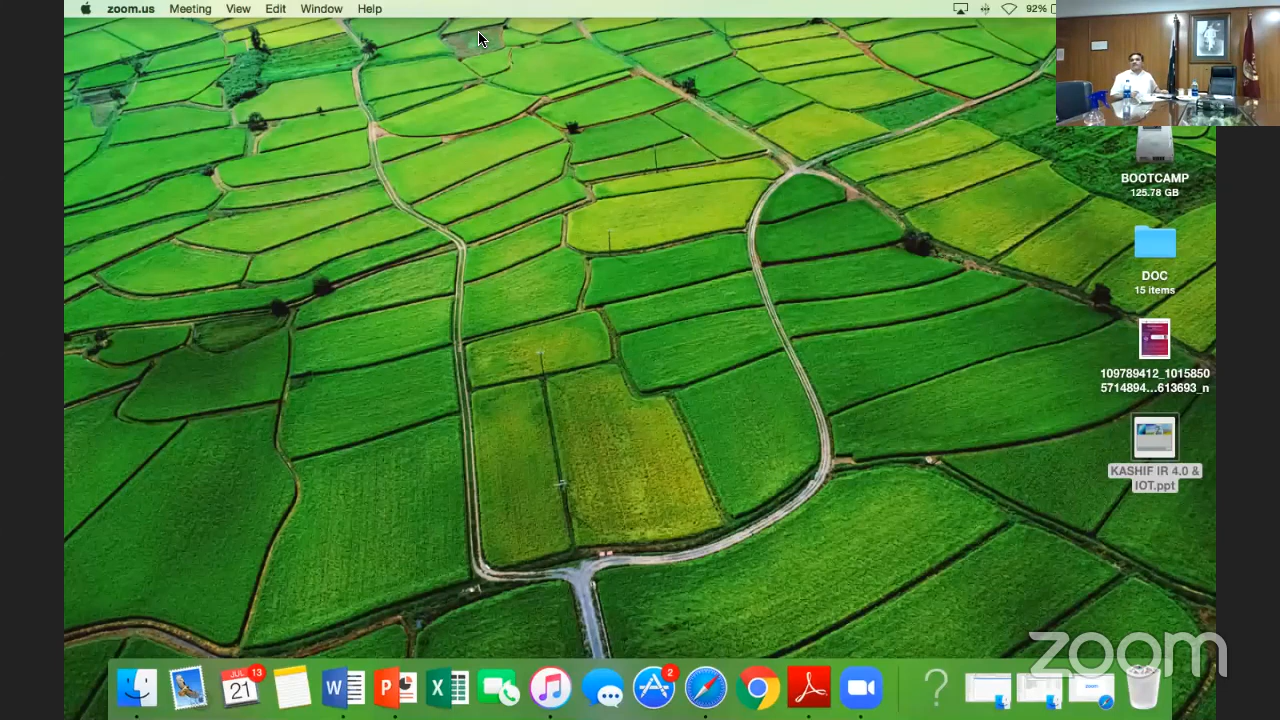 zoom.us Meeting View Edit Window Help 92%
BOOTCAMP
125.78 GB
DOC
15 items
109789412_1015850
5714894...613693_n
KASHIF IR 4.0 &
IOT.ppt
JUL 13
21
2
W P X
?
zoom